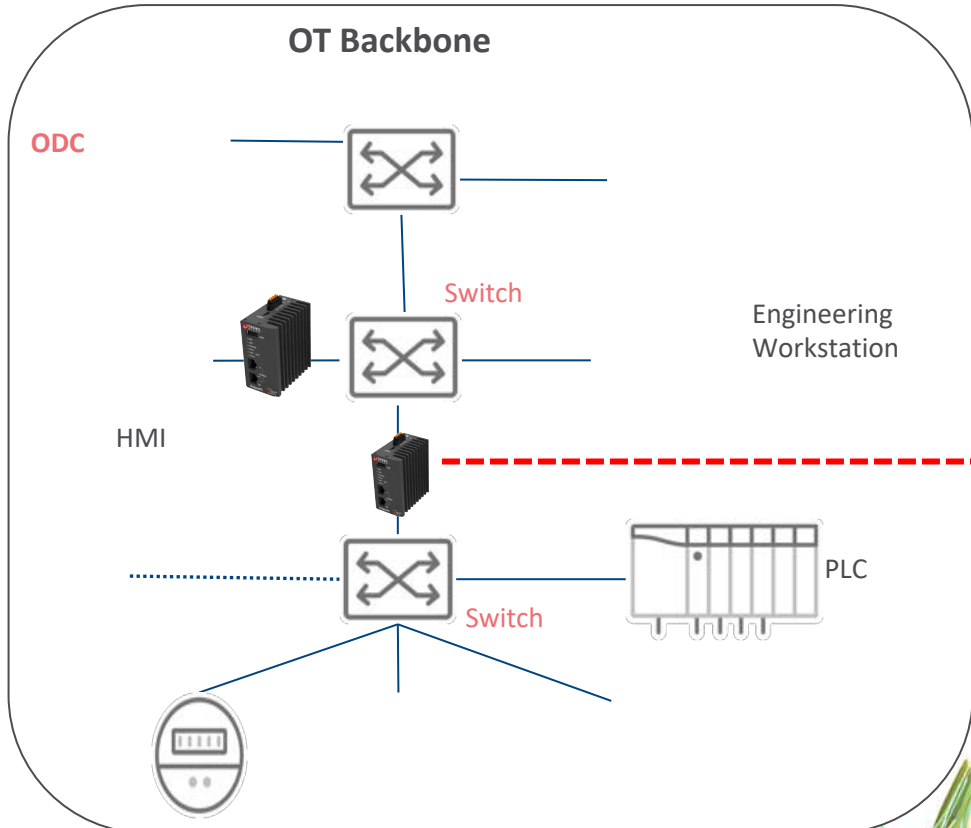 OT Backbone
ODC
Switch
Engineering
Workstation
HMI
PLC
Switch